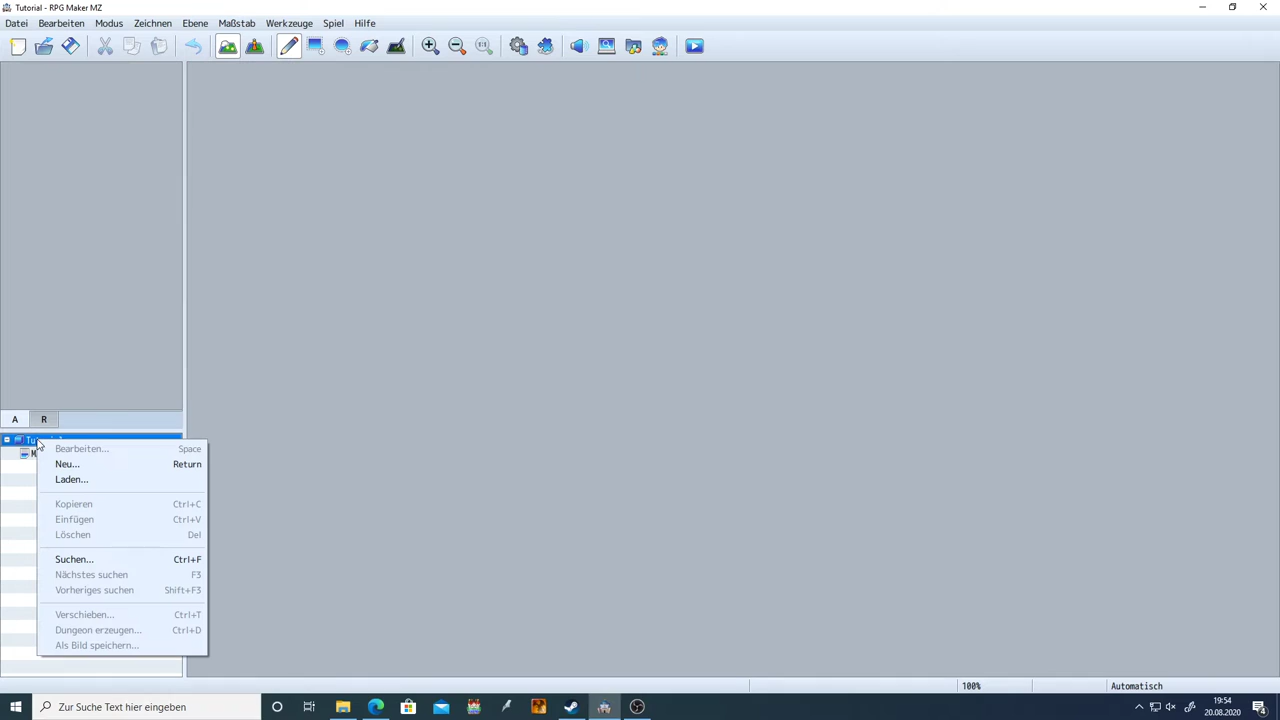 Tutorial - RPG Maker MZ
Datei Bearbeiten Modus Zeichnen Ebene Maßstab Werkzeuge Spiel Hilfe
1:1
A R
Bearbeiten... Space
Neu... Return
Laden...
Kopieren Ctrl+C
Einfügen Ctrl+V
Löschen Del
Suchen... Ctrl+F
Nächstes suchen F3
Vorheriges suchen Shift+F3
Verschieben... Ctrl+T
Dungeon erzeugen... Ctrl+D
Als Bild speichern...
100% Automatisch
Zur Suche Text hier eingeben
19:54
20.08.2020